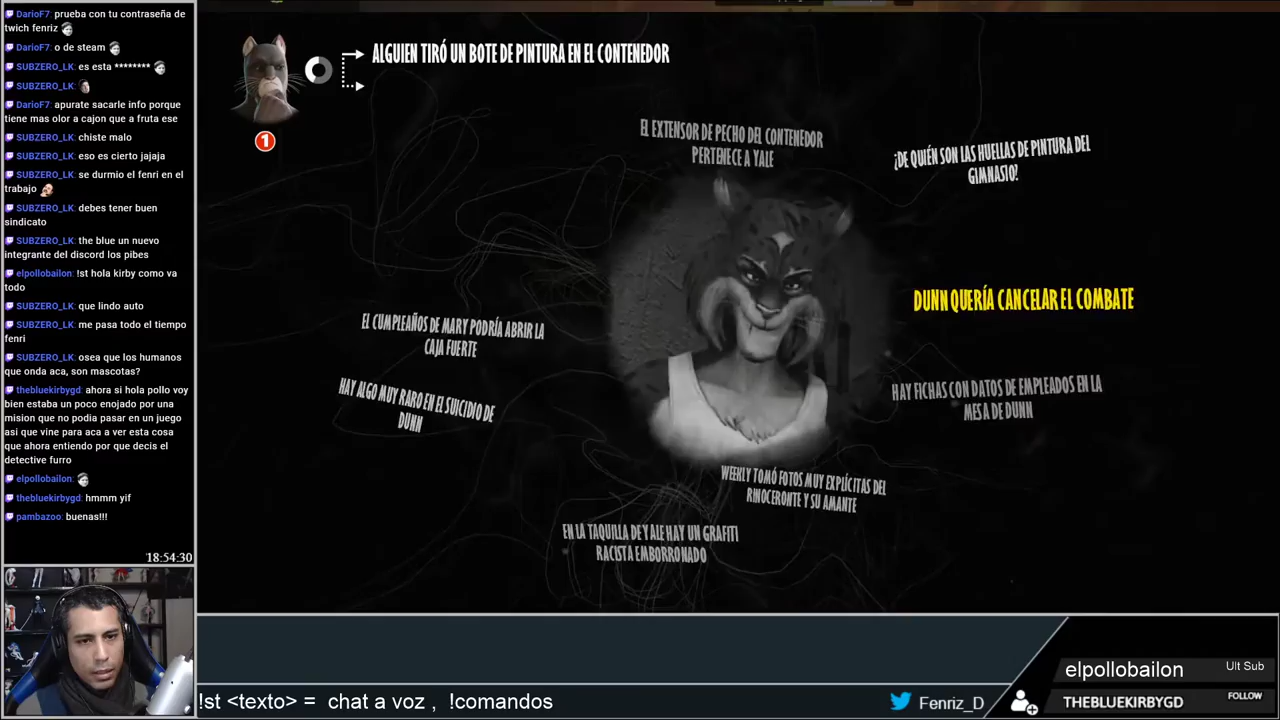 DarioF7: prueba con tu contraseña de
twich fenriz
DarioF7: o de steam
SUBZERO_LK: es esta ********
SUBZERO_LK:
DarioF7: apurate sacarle info porque
tiene mas olor a cajon que a fruta ese
SUBZERO_LK: chiste malo
SUBZERO_LK: eso es cierto jajaja
SUBZERO_LK: se durmio el fenri en el
trabajo
SUBZERO_LK: debes tener buen
sindicato
SUBZERO_LK: the blue un nuevo
integrante del discord los pibes
elpollobailon: !st hola kirby como va
todo
SUBZERO_LK: que lindo auto
SUBZERO_LK: me pasa todo el tiempo
fenri
SUBZERO_LK: osea que los humanos
que onda aca, son mascotas?
thebluekirbygd: ahora si hola pollo voy
bien estaba un poco enojado por una
mision que no podia pasar en un juego
asi que vine para aca a ver esta cosa
que ahora entiendo por que decis el
detective furro
elpollobailon:
thebluekirbygd: hmmm yif
pambazoo: buenas!!!
18:54:30
ALGUIEN TIRÓ UN BOTE DE PINTURA EN EL CONTENEDOR
1
EL EXTENSOR DE PECHO DEL CONTENEDOR
PERTENECE A YALE
¿DE QUIÉN SON LAS HUELLAS DE PINTURA DEL
GIMNASIO?
DUNN QUERÍA CANCELAR EL COMBATE
EL CUMPLEAÑOS DE MARY PODRÍA ABRIR LA
CAJA FUERTE
HAY ALGO MUY RARO EN EL SUICIDIO DE
DUNN
HAY FICHAS CON DATOS DE EMPLEADOS EN LA
MESA DE DUNN
WEEKLY TOMÓ FOTOS MUY EXPLÍCITAS DEL
RINOCERONTE Y SU AMANTE
EN LA TAQUILLA DE YALE HAY UN GRAFITI
RACISTA EMBORRONADO
!st <texto> = chat a voz , !comandos
Fenriz_D
elpollobailon
Ult Sub
THEBLUEKIRBYGD
FOLLOW